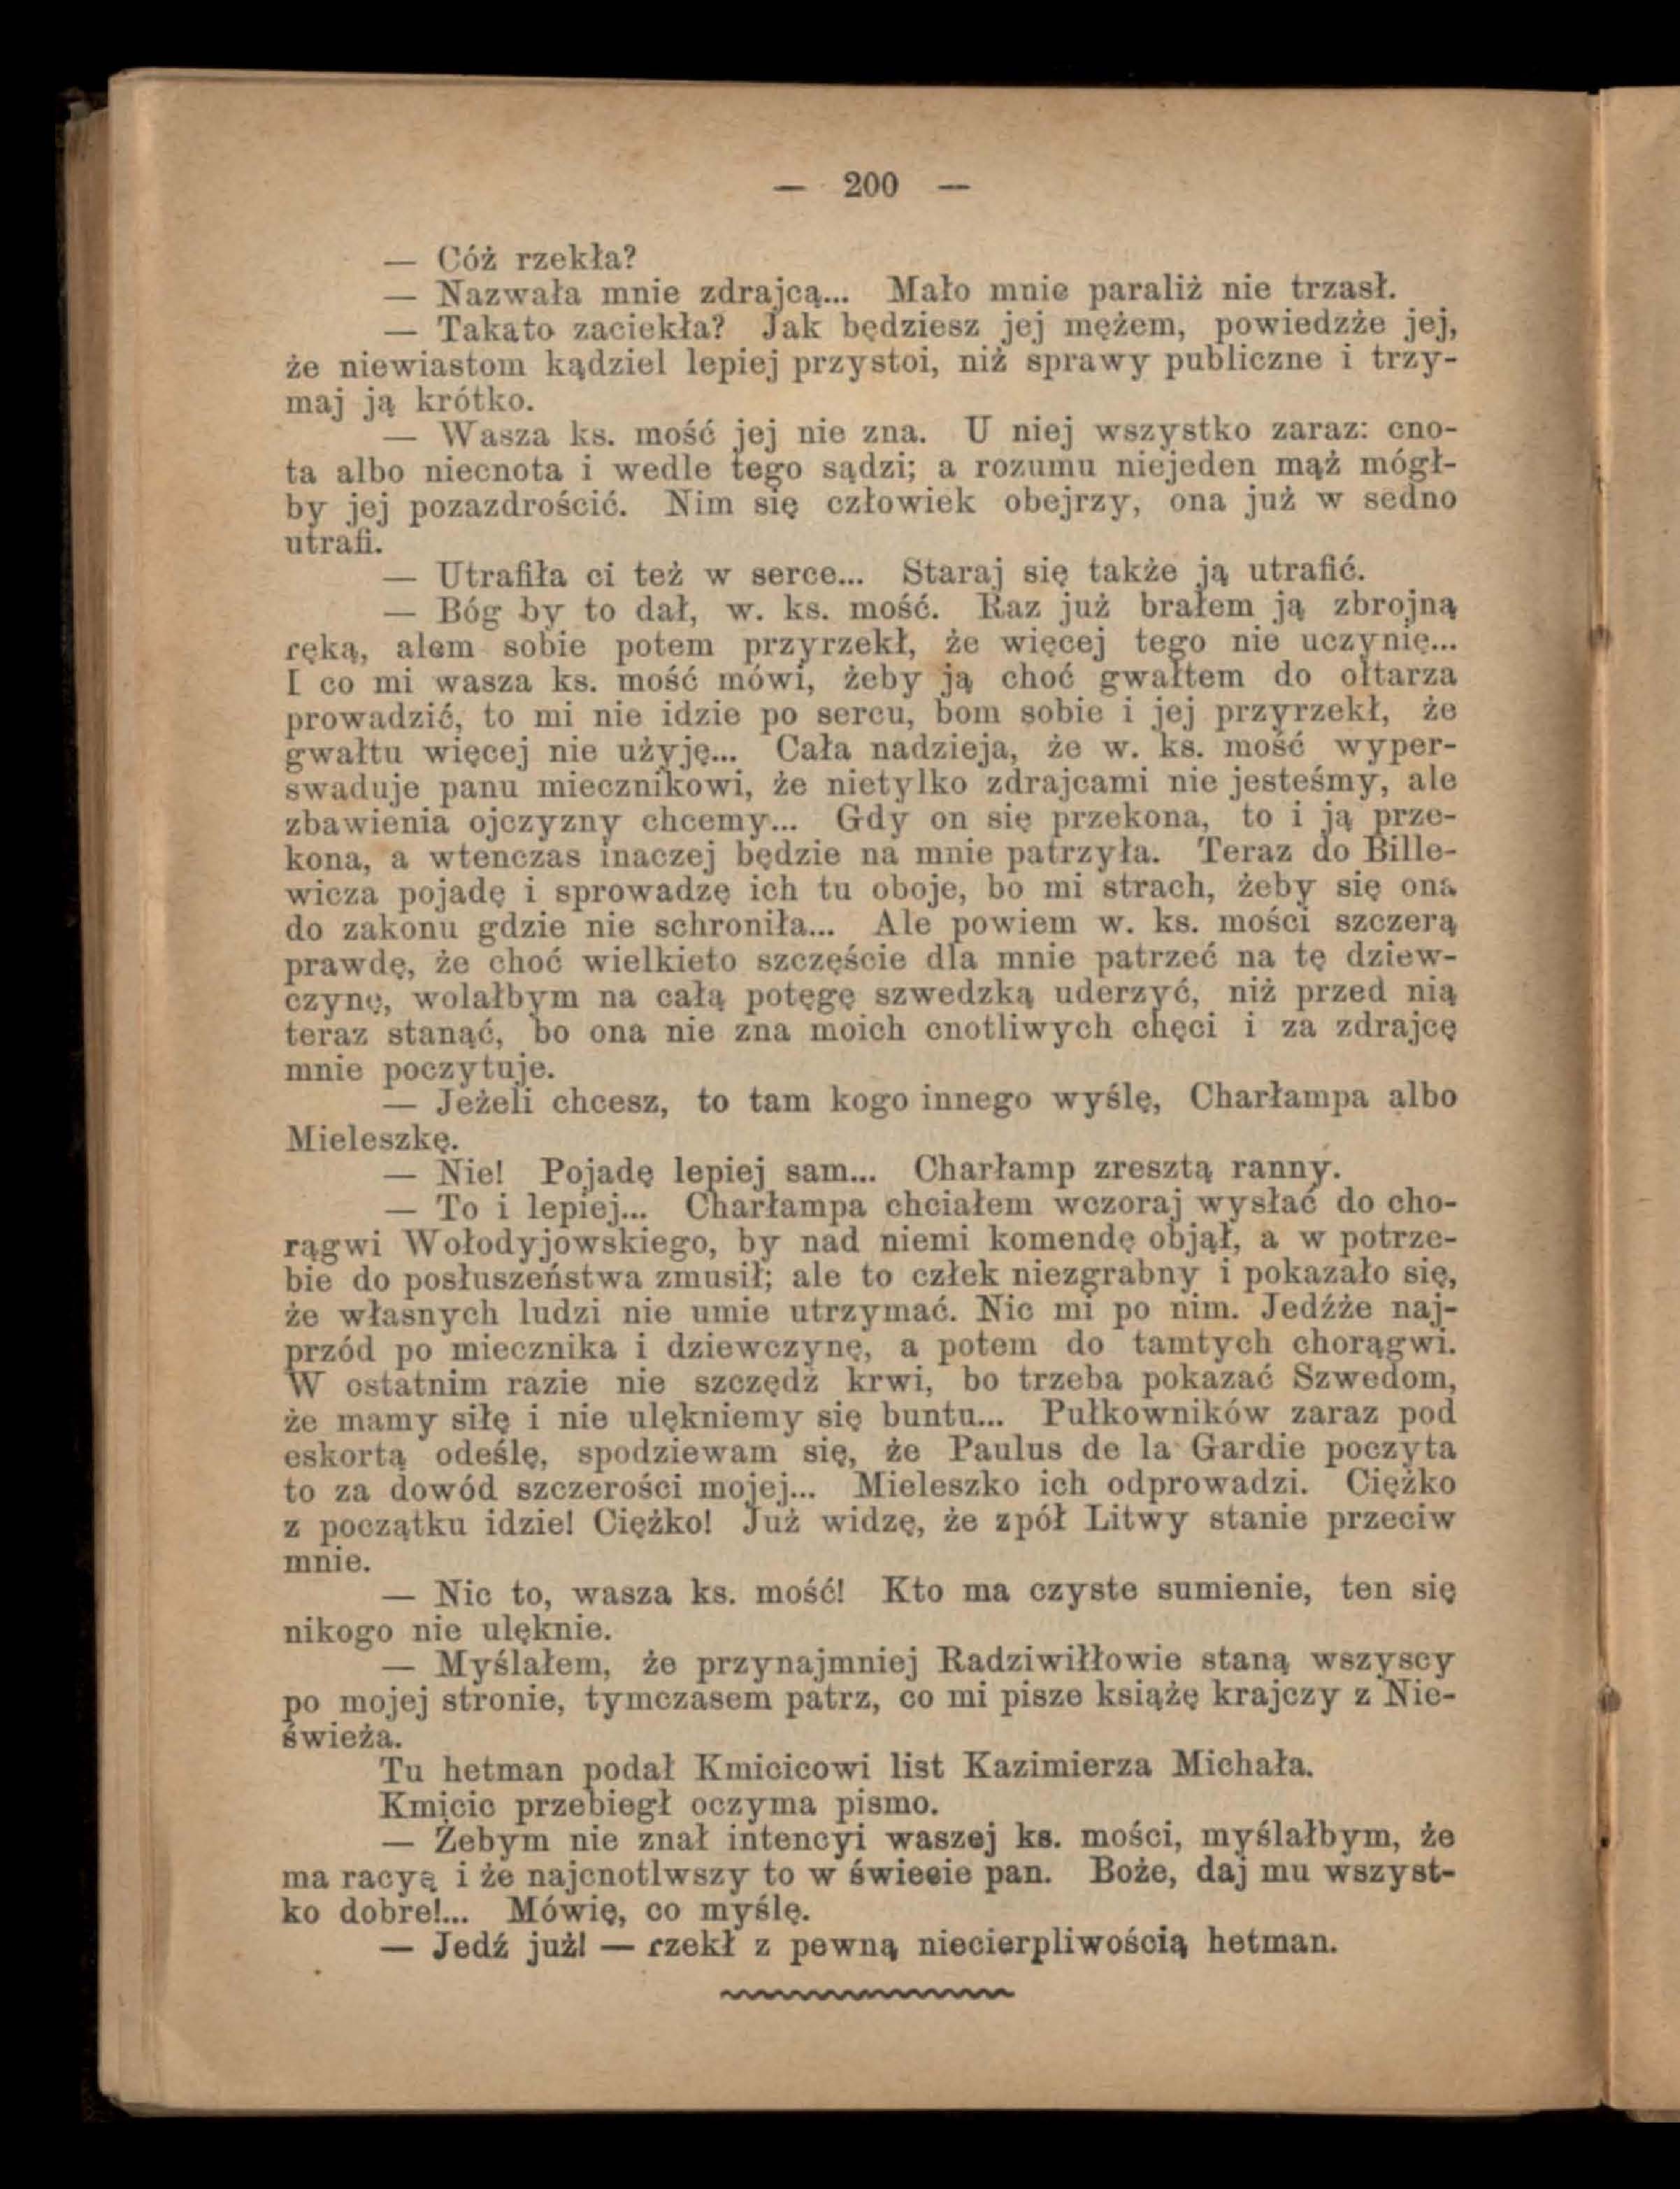 — 200 —
— Cóż rzekła?
— Nazwała mnie zdrajcą... Mało mnie paraliż nie trzasł.
— Takato zaciekła? Jak będziesz jej mężem, powiedzże jej,
że niewiastom kądziel lepiej przystoi, niż sprawy publiczne i trzy-
maj ją krótko.
— Wasza ks. mość jej nie zna. U niej wszystko zaraz: cno-
ta albo niecnota i wedle tego sądzi; a rozumu niejeden mąż mógł-
by jej pozazdrościć. Nim się człowiek obejrzy, ona już w sedno
utrafi.
— Utrafiła ci też w serce... Staraj się także ją utrafić.
— Bóg by to dał, w. ks. mość. Raz już brałem ją zbrojną
ręką, alem sobie potem przyrzekł, że więcej tego nie uczynię...
I co mi wasza ks. mość mówi, żeby ją choć gwałtem do ołtarza
prowadzić, to mi nie idzie po sercu, bom sobie i jej przyrzekł, że
gwałtu więcej nie użyję... Cała nadzieja, że w. ks. mość wyper-
swaduje panu miecznikowi, że nietylko zdrajcami nie jesteśmy, ale
zbawienia ojczyzny chcemy... Gdy on się przekona, to i ją prze-
kona, a wtenczas inaczej będzie na mnie patrzyła. Teraz do Bille-
wicza pojadę i sprowadzę ich tu oboje, bo mi strach, żeby się ona
do zakonu gdzie nie schroniła... Ale powiem w. ks. mości szczerą
prawdę, że choć wielkieto szczęście dla mnie patrzeć na tę dziew-
czynę, wolałbym na całą potęgę szwedzką uderzyć, niż przed nią
teraz stanąć, bo ona nie zna moich cnotliwych chęci i za zdrajcę
mnie poczytuje.
— Jeżeli chcesz, to tam kogo innego wyślę, Charłampa albo
Mieleszkę.
— Nie! Pojadę lepiej sam... Charłamp zresztą ranny.
— To i lepiej... Charłampa chciałem wczoraj wysłać do cho-
rągwi Wołodyjowskiego, by nad niemi komendę objął, a w potrze-
bie do posłuszeństwa zmusił; ale to człek niezgrabny i pokazało się,
że własnych ludzi nie umie utrzymać. Nic mi po nim. Jedźże naj-
przód po miecznika i dziewczynę, a potem do tamtych chorągwi.
W ostatnim razie nie szczędź krwi, bo trzeba pokazać Szwedom,
że mamy siłę i nie ulękniemy się buntu... Pułkowników zaraz pod
eskortą odeślę, spodziewam się, że Paulus de la Gardie poczyta
to za dowód szczerości mojej... Mieleszko ich odprowadzi. Ciężko
z początku idzie! Ciężko! Już widzę, że zpół Litwy stanie przeciw
mnie.
— Nic to, wasza ks. mość! Kto ma czyste sumienie, ten się
nikogo nie ulęknie.
— Myślałem, że przynajmniej Radziwiłłowie staną wszyscy
po mojej stronie, tymczasem patrz, co mi pisze książę krajczy z Nie-
świeża.
Tu hetman podał Kmicicowi list Kazimierza Michała.
Kmicic przebiegł oczyma pismo.
— Żebym nie znał intencyi waszej ks. mości, myślałbym, że
ma racyę i że najcnotlwszy to w świecie pan. Boże, daj mu wszyst-
ko dobre!... Mówię, co myślę.
— Jedź już! — rzekł z pewną niecierpliwością hetman.